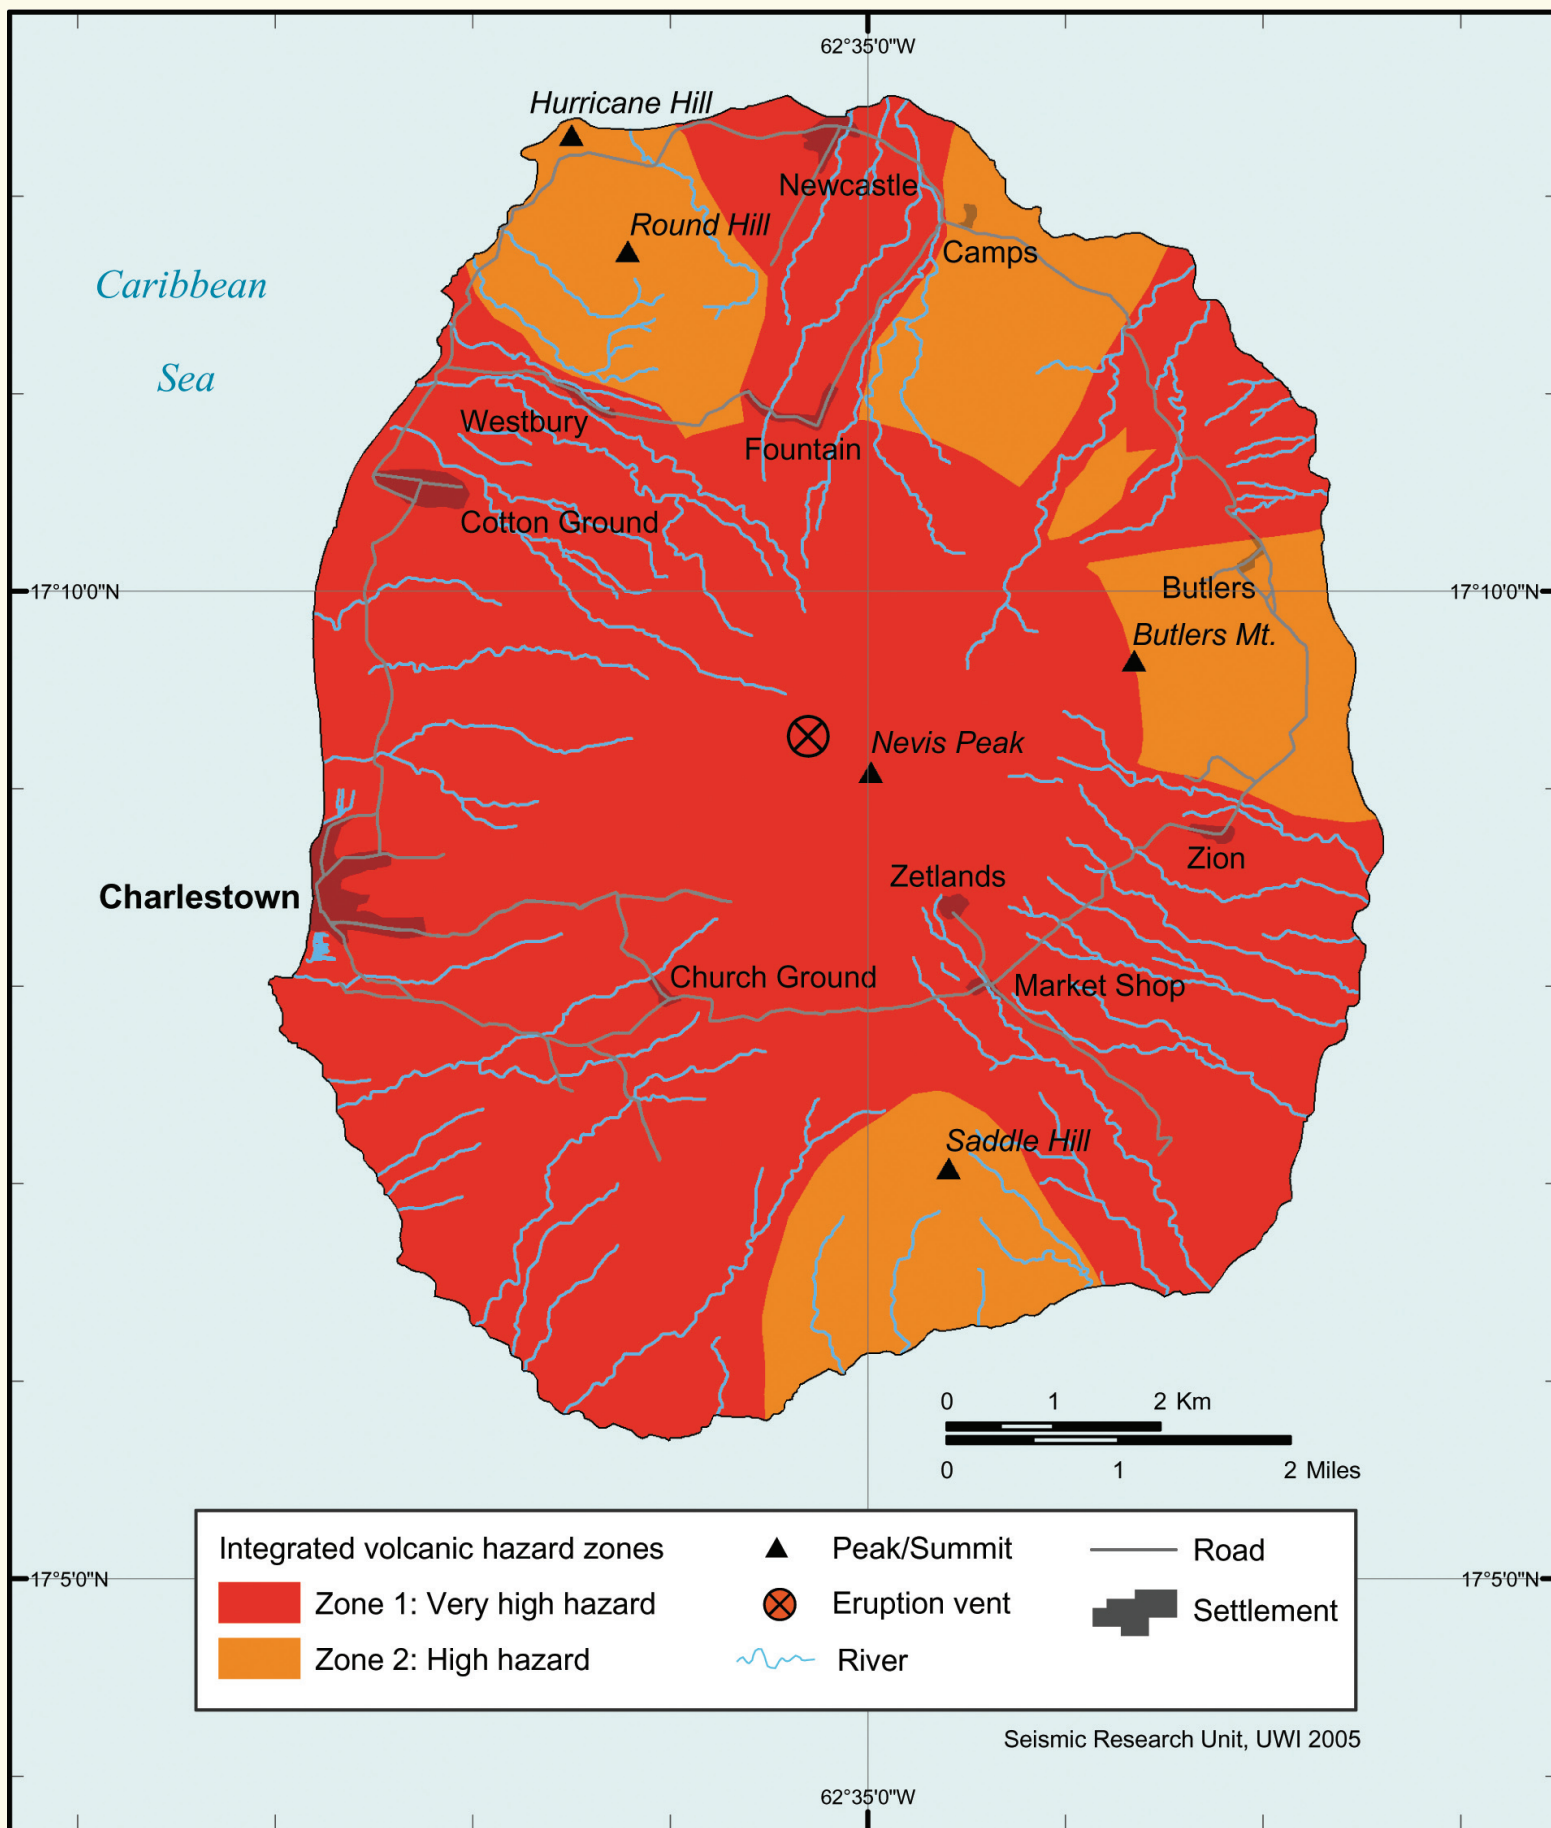 62°35'0"W
Hurricane Hill
Newcastle
Round Hill
Camps
Caribbean
Sea
Westbury
Fountain
Cotton Ground
17°10'0"N
Butlers
17°10'0"N
Butlers Mt.
Nevis Peak
Zion
Zetlands
Charlestown
Church Ground
Market Shop
Saddle Hill
0 1 2 Km
0 1 2 Miles
Integrated volcanic hazard zones
Zone 1: Very high hazard
Zone 2: High hazard
Peak/Summit
Eruption vent
River
Road
Settlement
17°5'0"N
17°5'0"N
Seismic Research Unit, UWI 2005
62°35'0"W